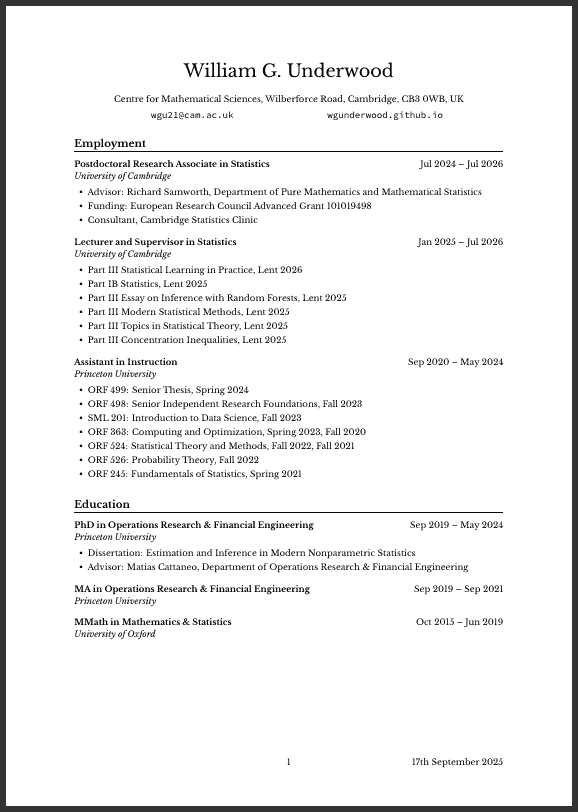 William G. Underwood
Centre for Mathematical Sciences, Wilberforce Road, Cambridge, CB3 0WB, UK
wgu21@cam.ac.uk wgunderwood.github.io
Employment
Postdoctoral Research Associate in Statistics Jul 2024 – Jul 2026
University of Cambridge
• Advisor: Richard Samworth, Department of Pure Mathematics and Mathematical Statistics
• Funding: European Research Council Advanced Grant 101019498
• Consultant, Cambridge Statistics Clinic
Lecturer and Supervisor in Statistics Jan 2025 – Jul 2026
University of Cambridge
• Part III Statistical Learning in Practice, Lent 2026
• Part IB Statistics, Lent 2025
• Part III Essay on Inference with Random Forests, Lent 2025
• Part III Modern Statistical Methods, Lent 2025
• Part III Topics in Statistical Theory, Lent 2025
• Part III Concentration Inequalities, Lent 2025
Assistant in Instruction Sep 2020 – May 2024
Princeton University
• ORF 499: Senior Thesis, Spring 2024
• ORF 498: Senior Independent Research Foundations, Fall 2023
• SML 201: Introduction to Data Science, Fall 2023
• ORF 363: Computing and Optimization, Spring 2023, Fall 2020
• ORF 524: Statistical Theory and Methods, Fall 2022, Fall 2021
• ORF 526: Probability Theory, Fall 2022
• ORF 245: Fundamentals of Statistics, Spring 2021
Education
PhD in Operations Research & Financial Engineering Sep 2019 – May 2024
Princeton University
• Dissertation: Estimation and Inference in Modern Nonparametric Statistics
• Advisor: Matias Cattaneo, Department of Operations Research & Financial Engineering
MA in Operations Research & Financial Engineering Sep 2019 – Sep 2021
Princeton University
MMath in Mathematics & Statistics Oct 2015 – Jun 2019
University of Oxford
1 17th September 2025